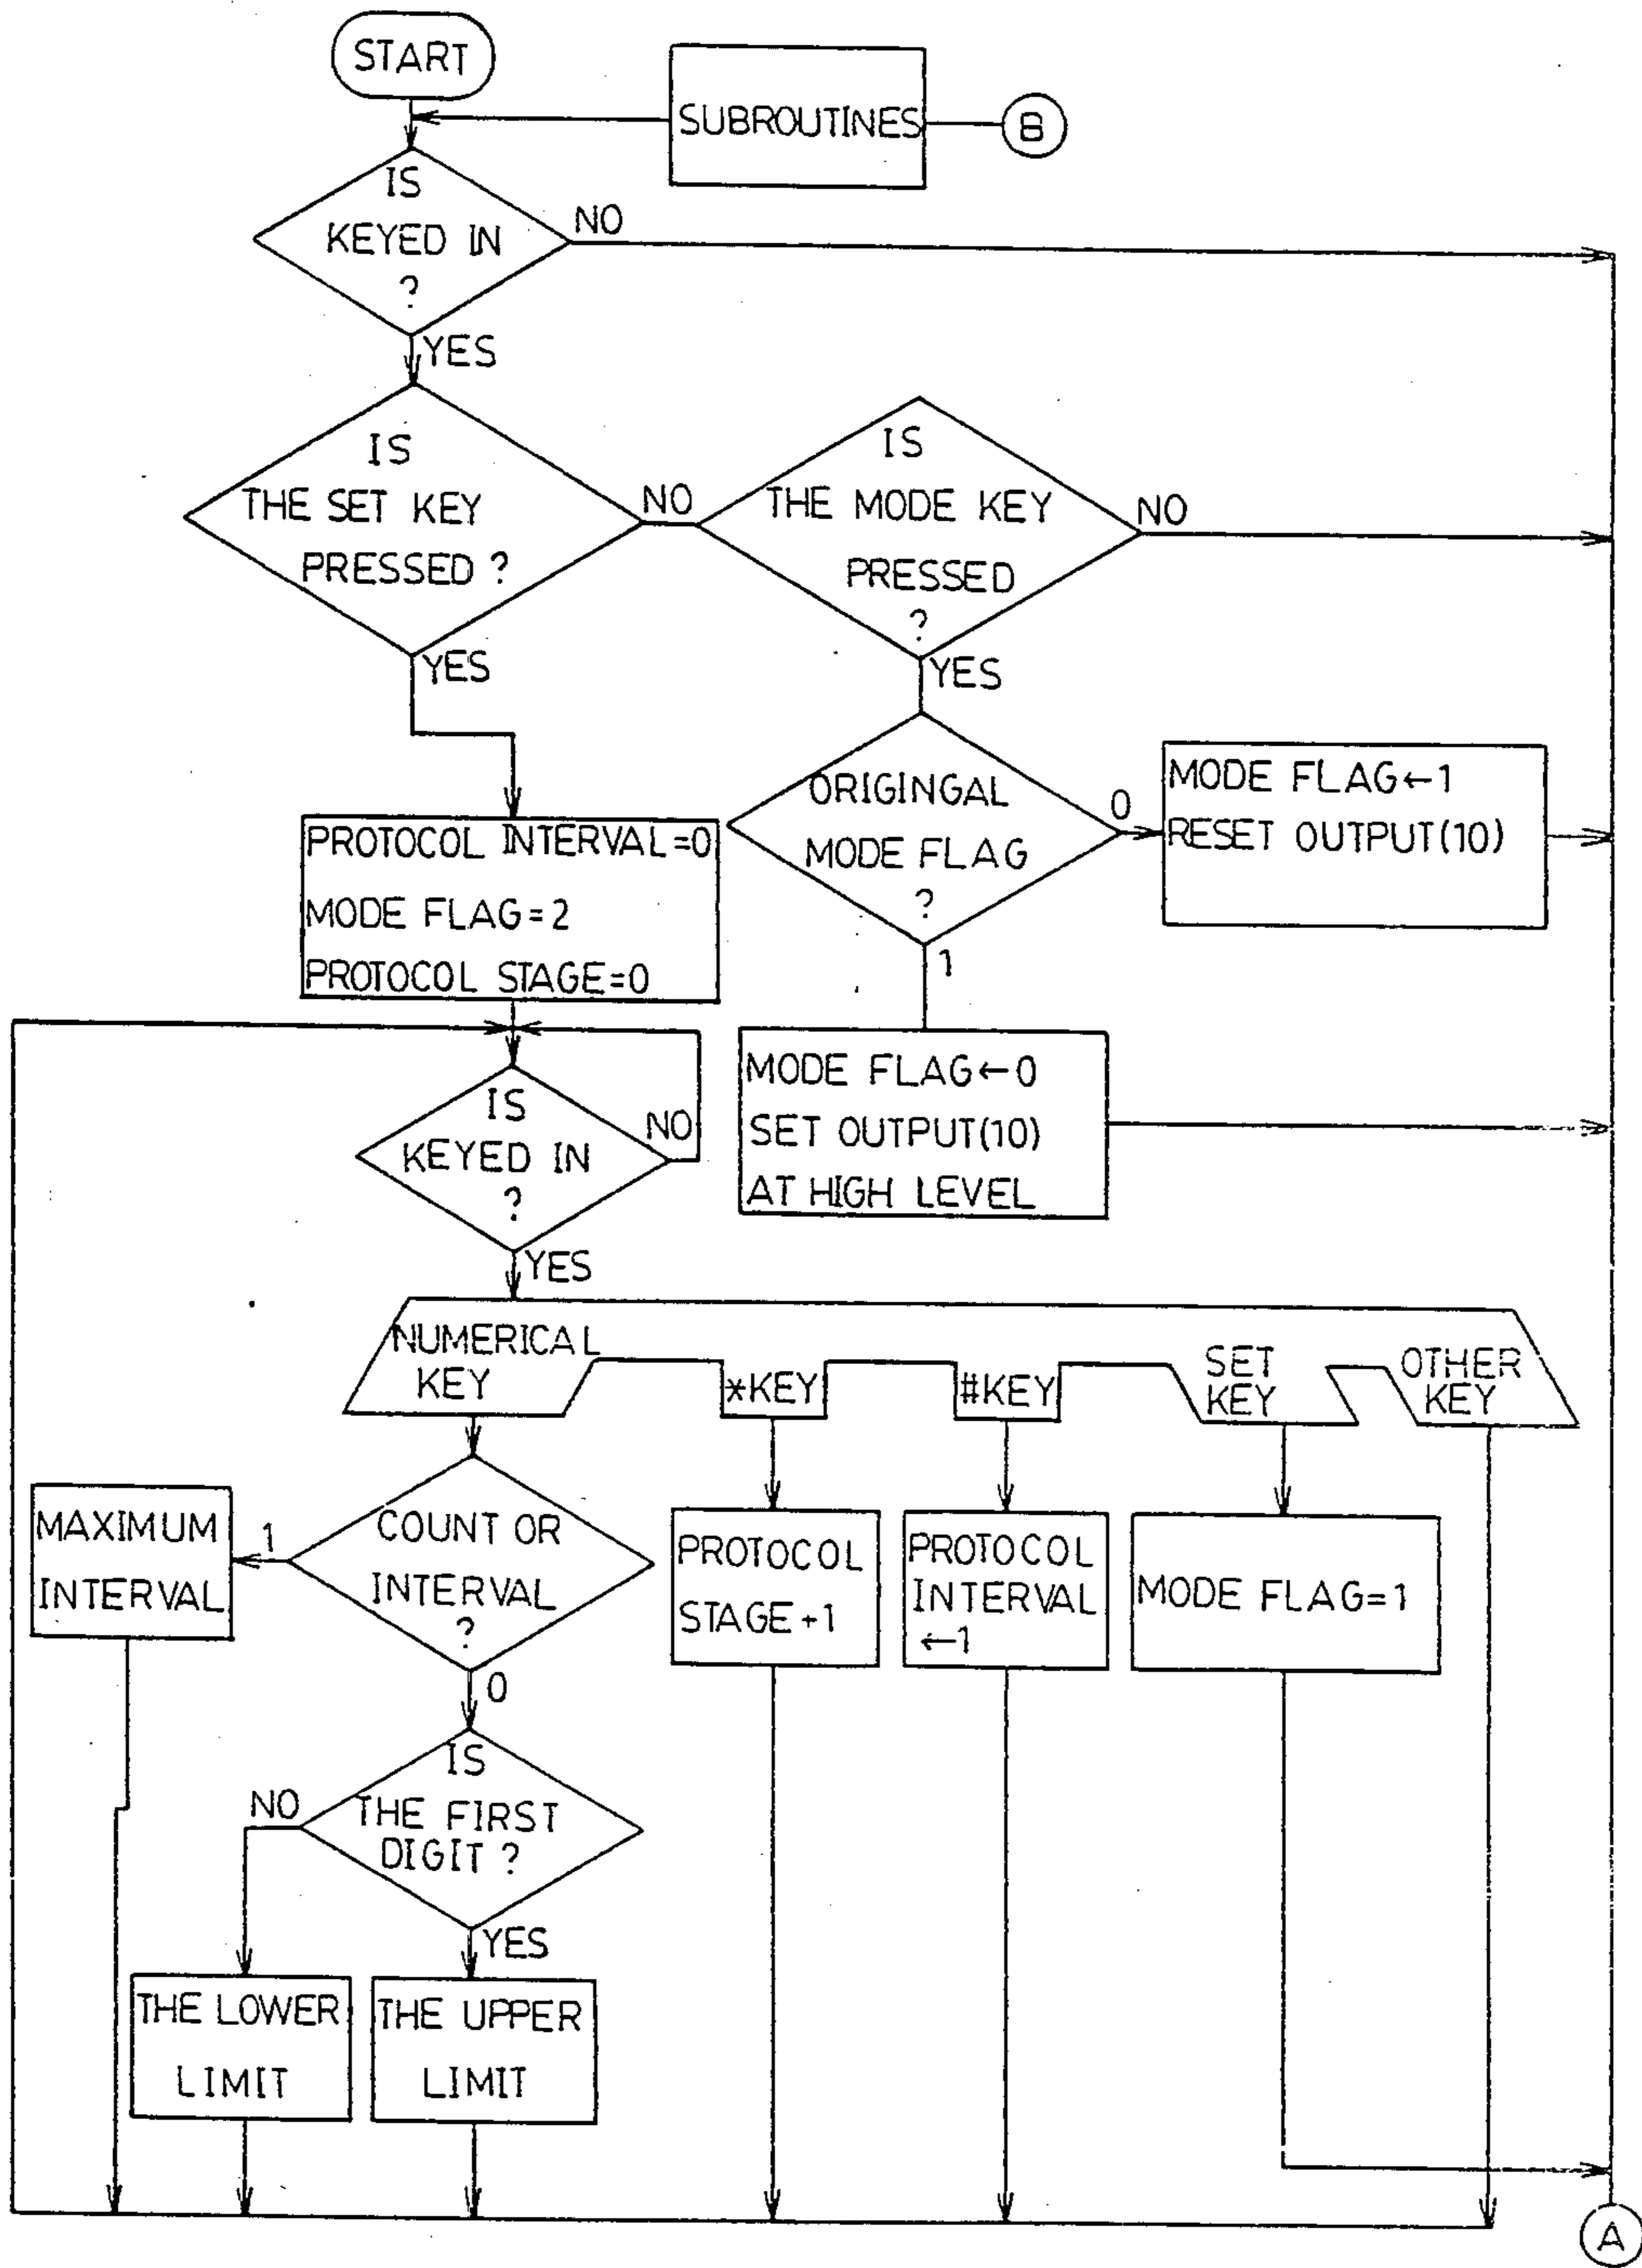 START
SUBROUTINES
B
IS
KEYED IN
?
NO
YES
IS
THE SET KEY
PRESSED ?
NO
YES
IS
THE MODE KEY
PRESSED
?
NO
YES
ORIGINGAL
MODE FLAG
?
0
1
MODE FLAG←1
RESET OUTPUT(10)
PROTOCOL INTERVAL=0
MODE FLAG=2
PROTOCOL STAGE=0
MODE FLAG←0
SET OUTPUT(10)
AT HIGH LEVEL
IS
KEYED IN
?
NO
YES
NUMERICAL
KEY
*KEY
#KEY
SET
KEY
OTHER
KEY
MAXIMUM
INTERVAL
1
COUNT OR
INTERVAL
?
0
PROTOCOL
STAGE+1
PROTOCOL
INTERVAL
←1
MODE FLAG=1
IS
THE FIRST
DIGIT ?
NO
YES
THE LOWER
LIMIT
THE UPPER
LIMIT
A